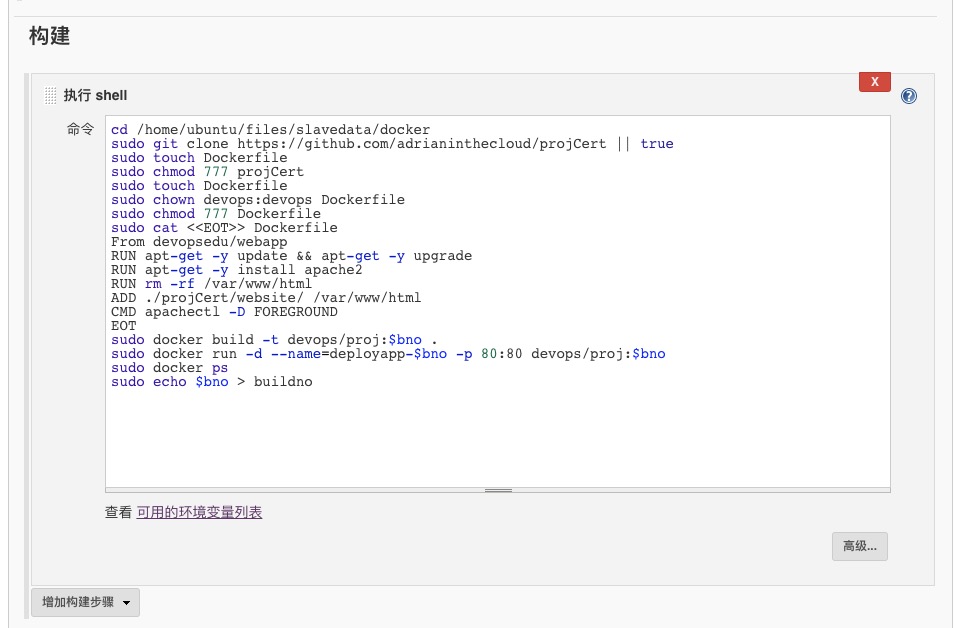 构建
执行 shell
X
?
命令
cd /home/ubuntu/files/slavedata/docker
sudo git clone https://github.com/adrianinthecloud/projCert || true
sudo touch Dockerfile
sudo chmod 777 projCert
sudo touch Dockerfile
sudo chown devops:devops Dockerfile
sudo chmod 777 Dockerfile
sudo cat <<EOT>> Dockerfile
From devopsedu/webapp
RUN apt-get -y update && apt-get -y upgrade
RUN apt-get -y install apache2
RUN rm -rf /var/www/html
ADD ./projCert/website/ /var/www/html
CMD apachectl -D FOREGROUND
EOT
sudo docker build -t devops/proj:$bno .
sudo docker run -d --name=deployapp-$bno -p 80:80 devops/proj:$bno
sudo docker ps
sudo echo $bno > buildno
查看 可用的环境变量列表
高级...
增加构建步骤